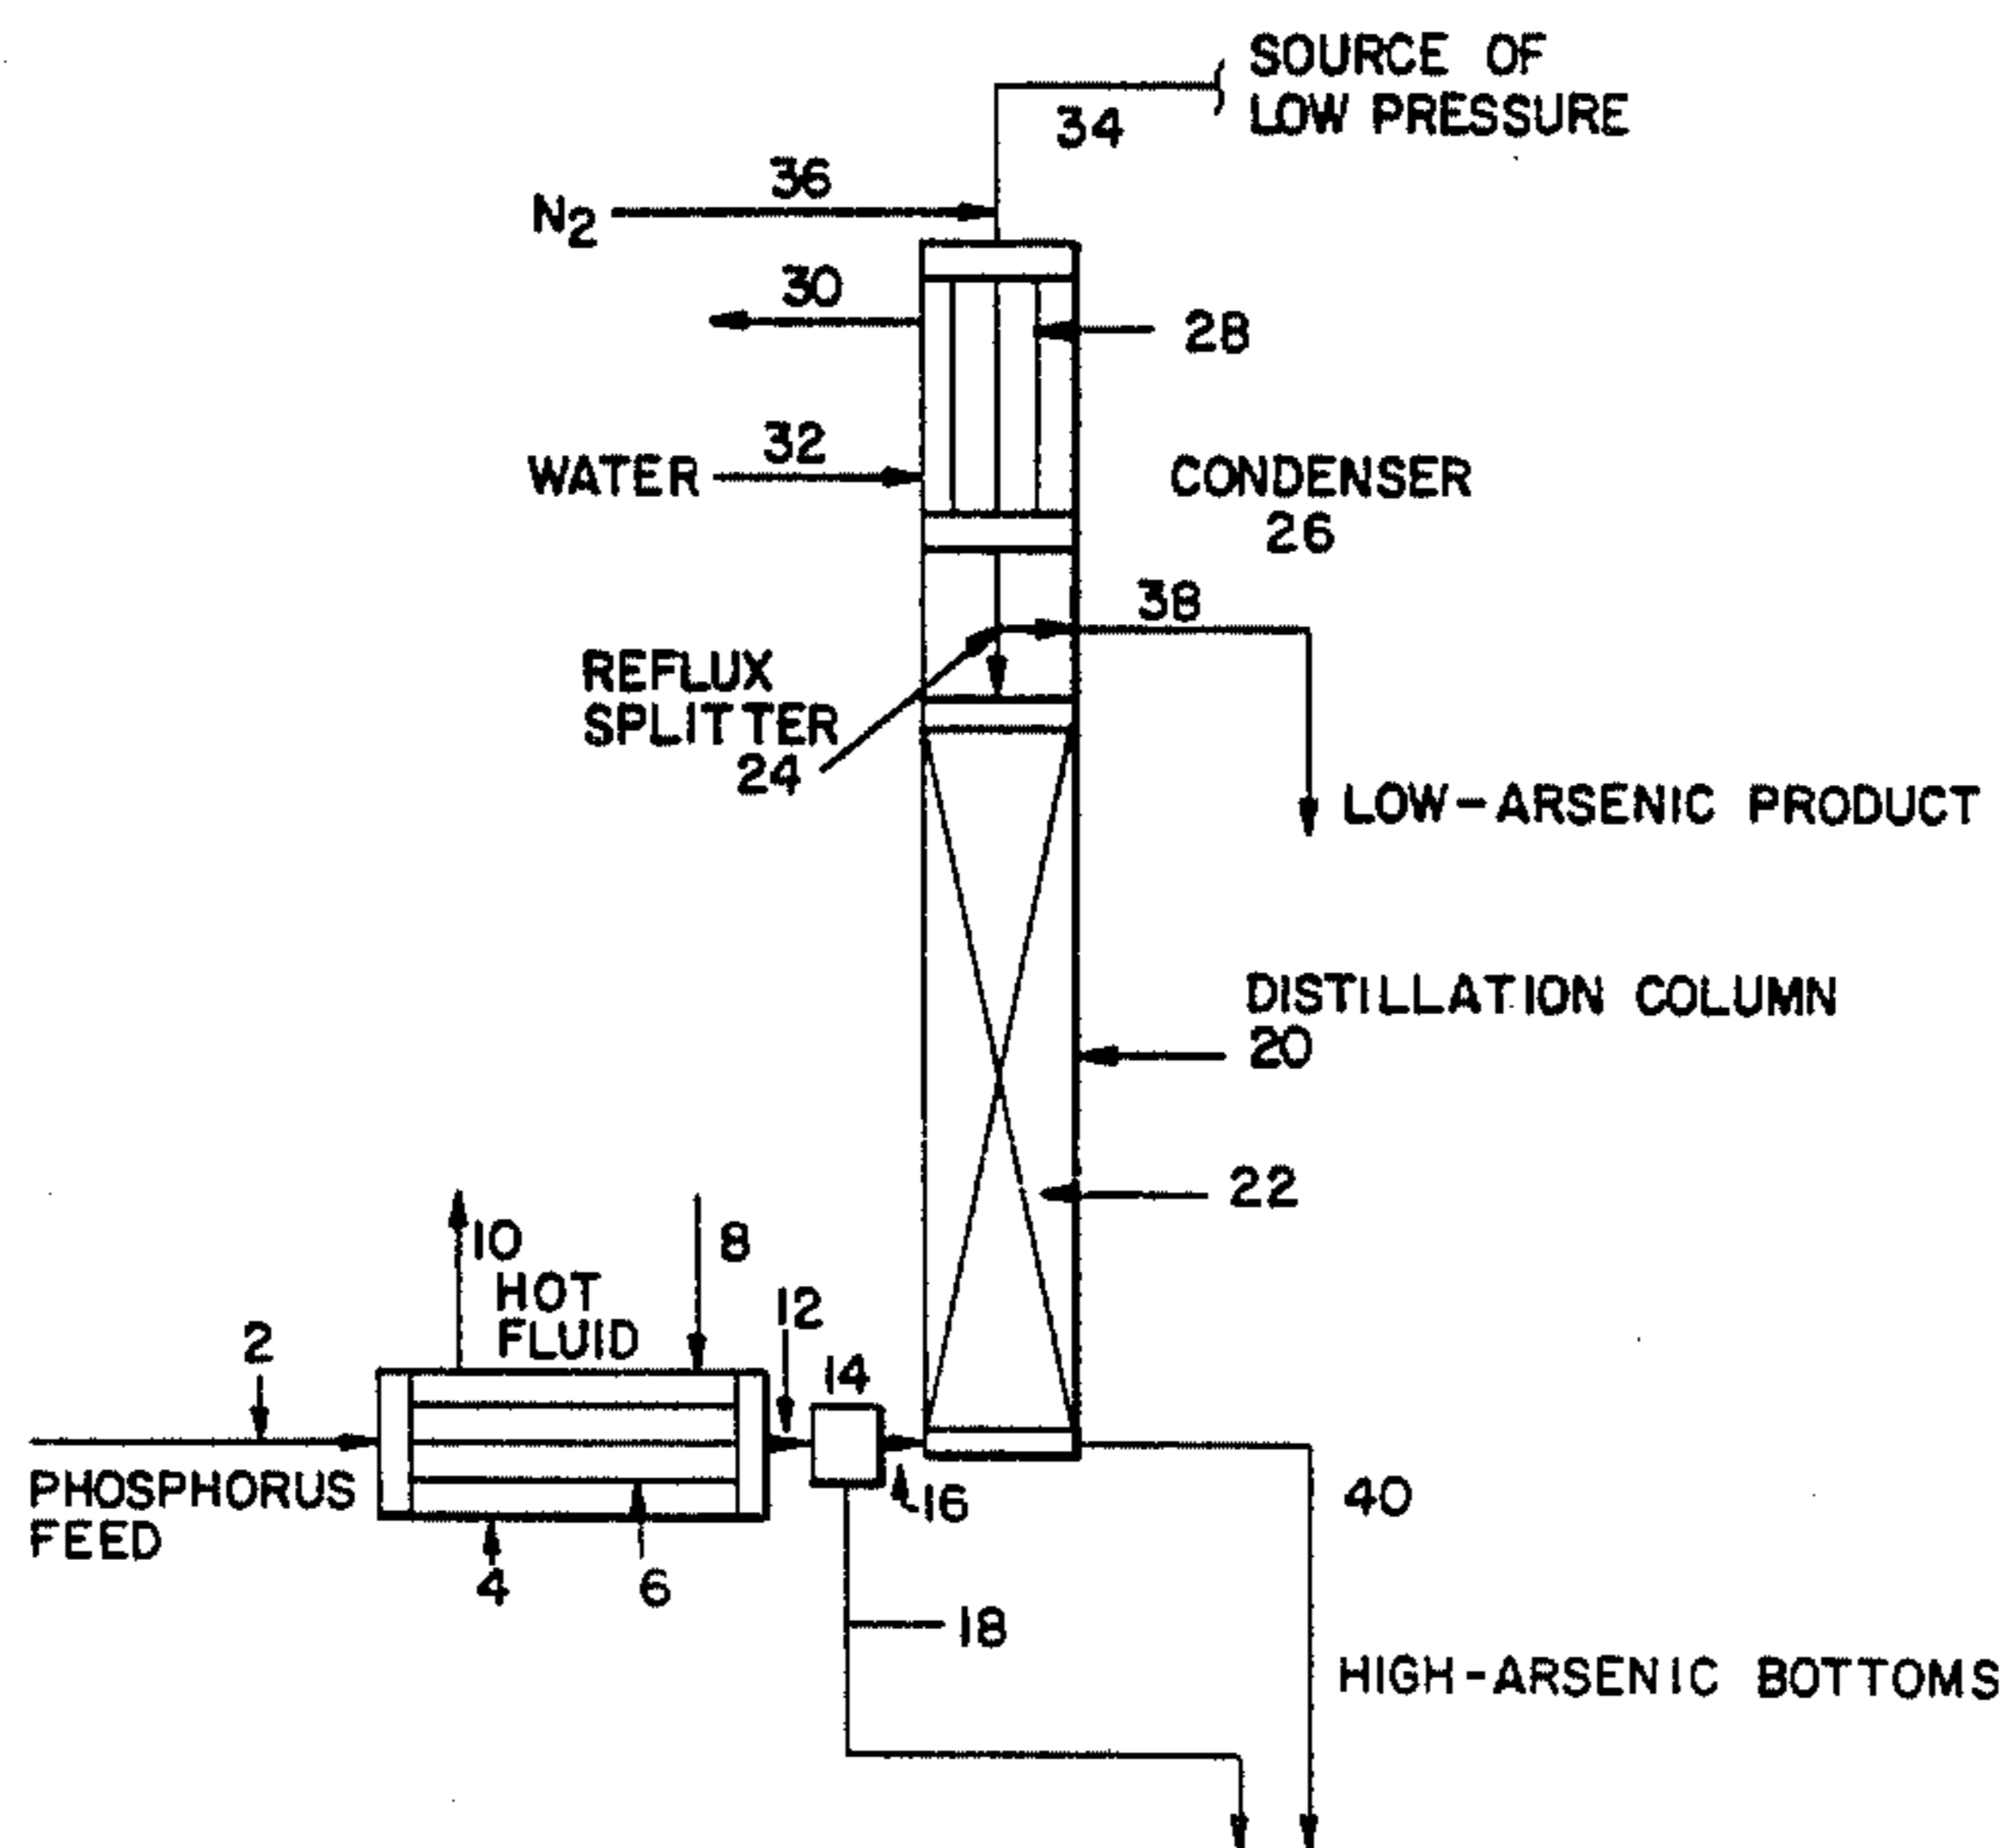 SOURCE OF
LOW PRESSURE
34
36
N2
30
28
32
WATER
CONDENSER
26
38
REFLUX
SPLITTER
24
LOW-ARSENIC PRODUCT
DISTILLATION COLUMN
20
22
10
8
HOT
FLUID
12
2
14
PHOSPHORUS
FEED
16
40
4
6
18
HIGH-ARSENIC BOTTOMS